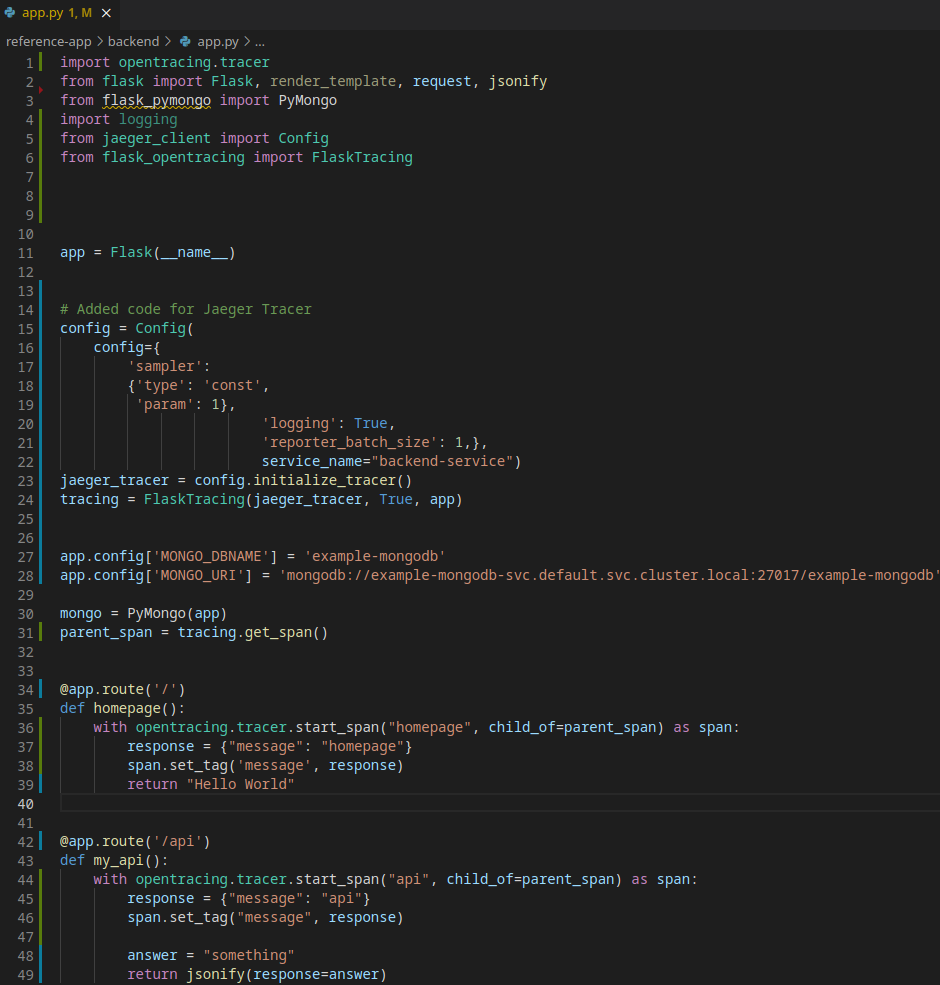 app.py 1, M
reference-app > backend > app.py > ...
1 import opentracing.tracer
2 from flask import Flask, render_template, request, jsonify
3 from flask_pymongo import PyMongo
4 import logging
5 from jaeger_client import Config
6 from flask_opentracing import FlaskTracing
7
8
9
10
11 app = Flask(__name__)
12
13
14 # Added code for Jaeger Tracer
15 config = Config(
16     config={
17         'sampler':
18         {'type': 'const',
19          'param': 1},
20                         'logging': True,
21                         'reporter_batch_size': 1,},
22                         service_name="backend-service")
23 jaeger_tracer = config.initialize_tracer()
24 tracing = FlaskTracing(jaeger_tracer, True, app)
25
26
27 app.config['MONGO_DBNAME'] = 'example-mongodb'
28 app.config['MONGO_URI'] = 'mongodb://example-mongodb-svc.default.svc.cluster.local:27017/example-mongodb'
29
30 mongo = PyMongo(app)
31 parent_span = tracing.get_span()
32
33
34 @app.route('/')
35 def homepage():
36     with opentracing.tracer.start_span("homepage", child_of=parent_span) as span:
37         response = {"message": "homepage"}
38         span.set_tag('message', response)
39         return "Hello World"
40
41
42 @app.route('/api')
43 def my_api():
44     with opentracing.tracer.start_span("api", child_of=parent_span) as span:
45         response = {"message": "api"}
46         span.set_tag("message", response)
47
48         answer = "something"
49         return jsonify(response=answer)